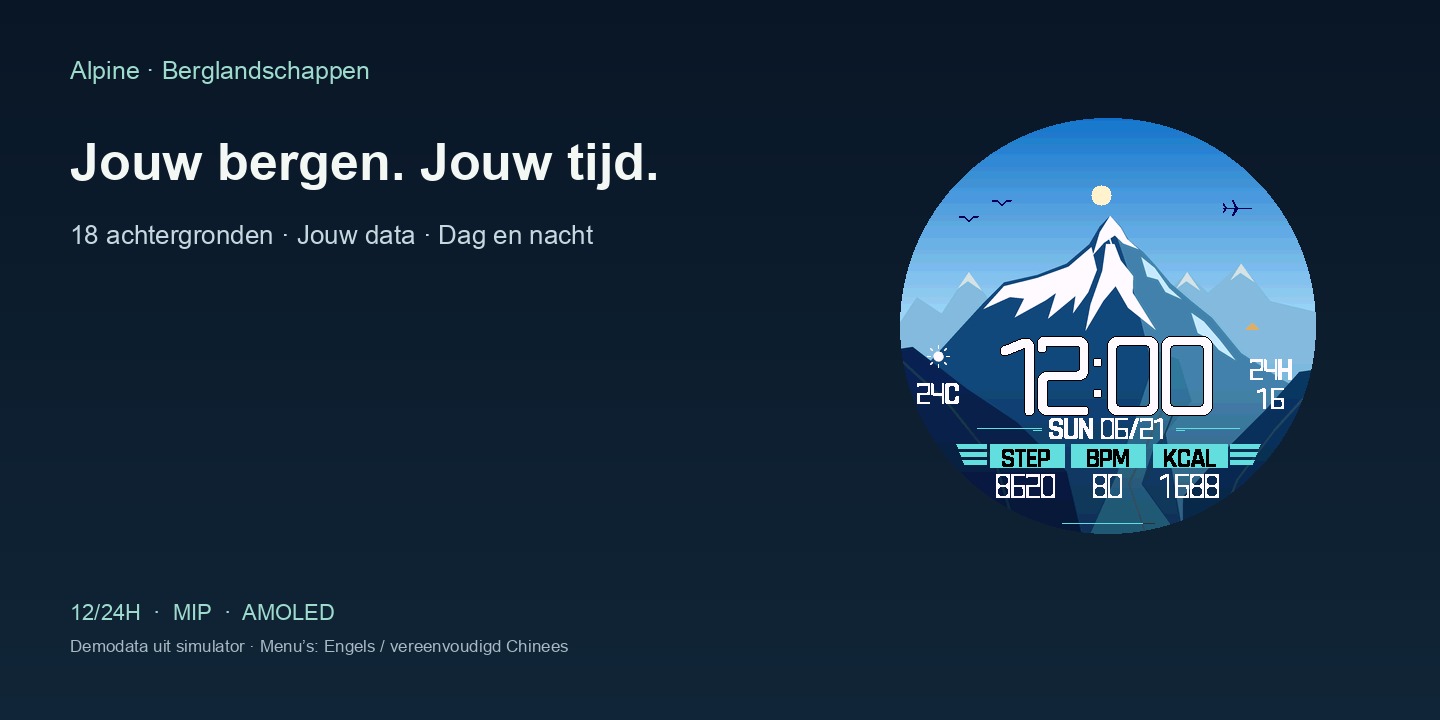 Alpine · Berglandschappen
Jouw bergen. Jouw tijd.
18 achtergronden · Jouw data · Dag en nacht
12:00
24C
24H
16
SUN 06/21
STEP BPM KCAL
8620 80 1688
12/24H · MIP · AMOLED
Demodata uit simulator · Menu’s: Engels / vereenvoudigd Chinees